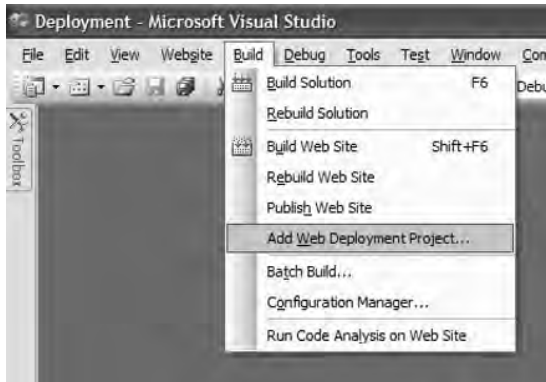 Deployment - Microsoft Visual Studio
File Edit View Website Build Debug Tools Test Window Com
Debu
Toolbox
Build Solution F6
Rebuild Solution
Build Web Site Shift+F6
Rebuild Web Site
Publish Web Site
Add Web Deployment Project...
Batch Build...
Configuration Manager...
Run Code Analysis on Web Site